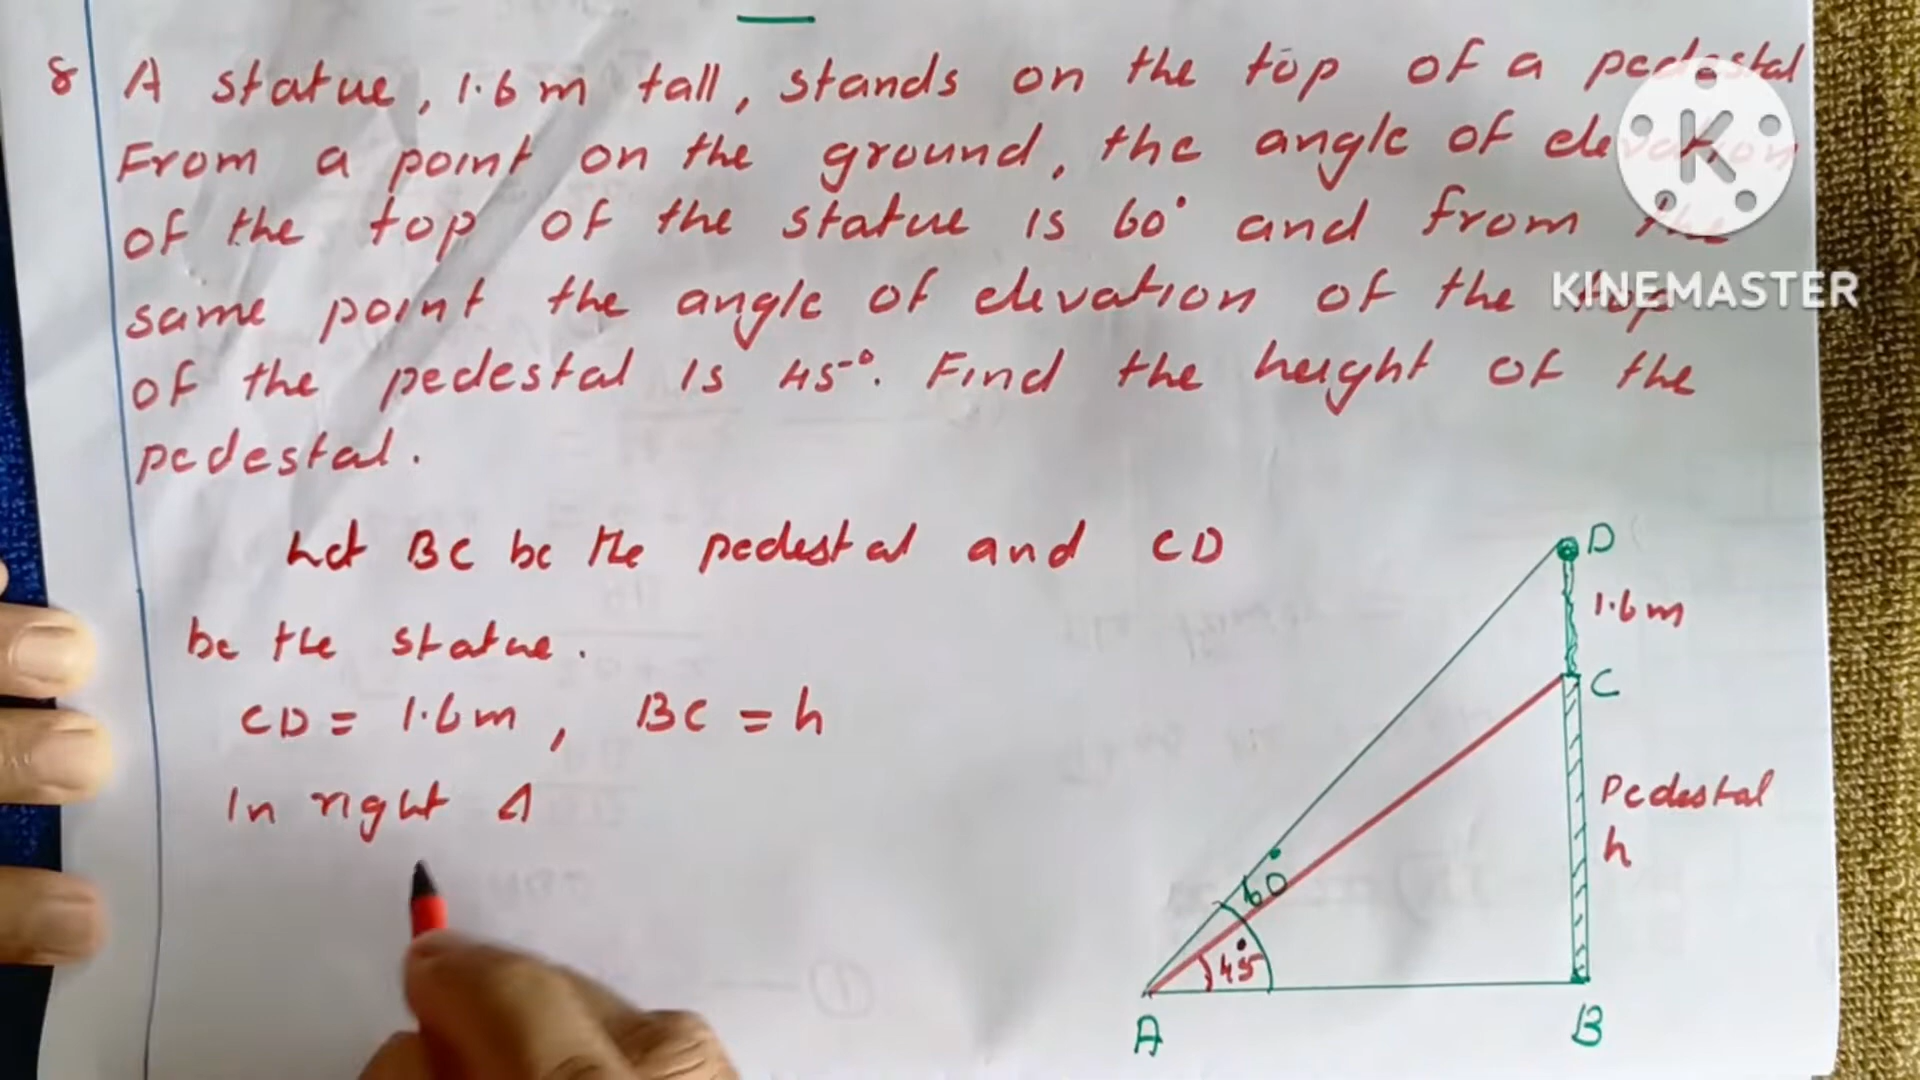 8 A statue, 1.6 m tall, stands on the top of a pedestal
From a point on the ground, the angle of elevation
of the top of the statue is 60° and from the
same point the angle of elevation of the top
of the pedestal is 45°. Find the height of the
pedestal.
K
KINEMASTER
Let BC be the pedestal and CD
be the statue.
CD = 1.6m, BC = h
In right Δ
D
1.6m
C
Pedestal
h
60°
45°
A
B